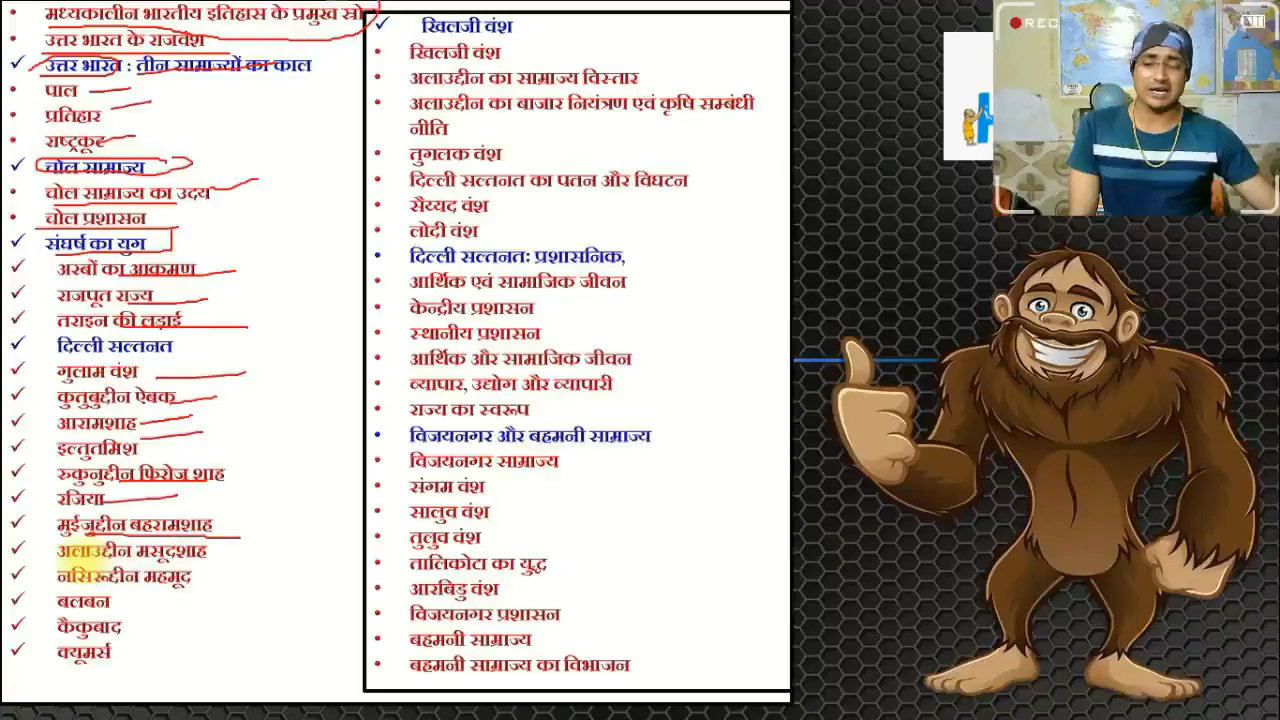 मध्यकालीन भारतीय इतिहास के प्रमुख स्रो
उत्तर भारत के राजवंश
उत्तर भारत : तीन साम्राज्यों का काल
पाल
प्रतिहार
राष्ट्रकूट
चोल साम्राज्य
चोल साम्राज्य का उदय
चोल प्रशासन
संघर्ष का युग
अरबों का आक्रमण
राजपूत राज्य
तराइन की लड़ाई
दिल्ली सल्तनत
गुलाम वंश
कुतुबुद्दीन ऐबक
आरामशाह
इल्तुतमिश
रुकुनुद्दीन फिरोज शाह
रजिया
मुईजुद्दीन बहरामशाह
अलाउद्दीन मसूदशाह
नसिरूद्दीन महमूद
बलबन
कैकुबाद
क्यूमर्स
खिलजी वंश
खिलजी वंश
अलाउद्दीन का साम्राज्य विस्तार
अलाउद्दीन का बाजार नियंत्रण एवं कृषि सम्बंधी
नीति
तुगलक वंश
दिल्ली सल्तनत का पतन और विघटन
सैय्यद वंश
लोदी वंश
दिल्ली सल्तनतः प्रशासनिक,
आर्थिक एवं सामाजिक जीवन
केन्द्रीय प्रशासन
स्थानीय प्रशासन
आर्थिक और सामाजिक जीवन
व्यापार, उद्योग और व्यापारी
राज्य का स्वरूप
विजयनगर और बहमनी साम्राज्य
विजयनगर साम्राज्य
संगम वंश
सालुव वंश
तुलुव वंश
तालिकोटा का युद्ध
आरबिडु वंश
विजयनगर प्रशासन
बहमनी साम्राज्य
बहमनी साम्राज्य का विभाजन
REC